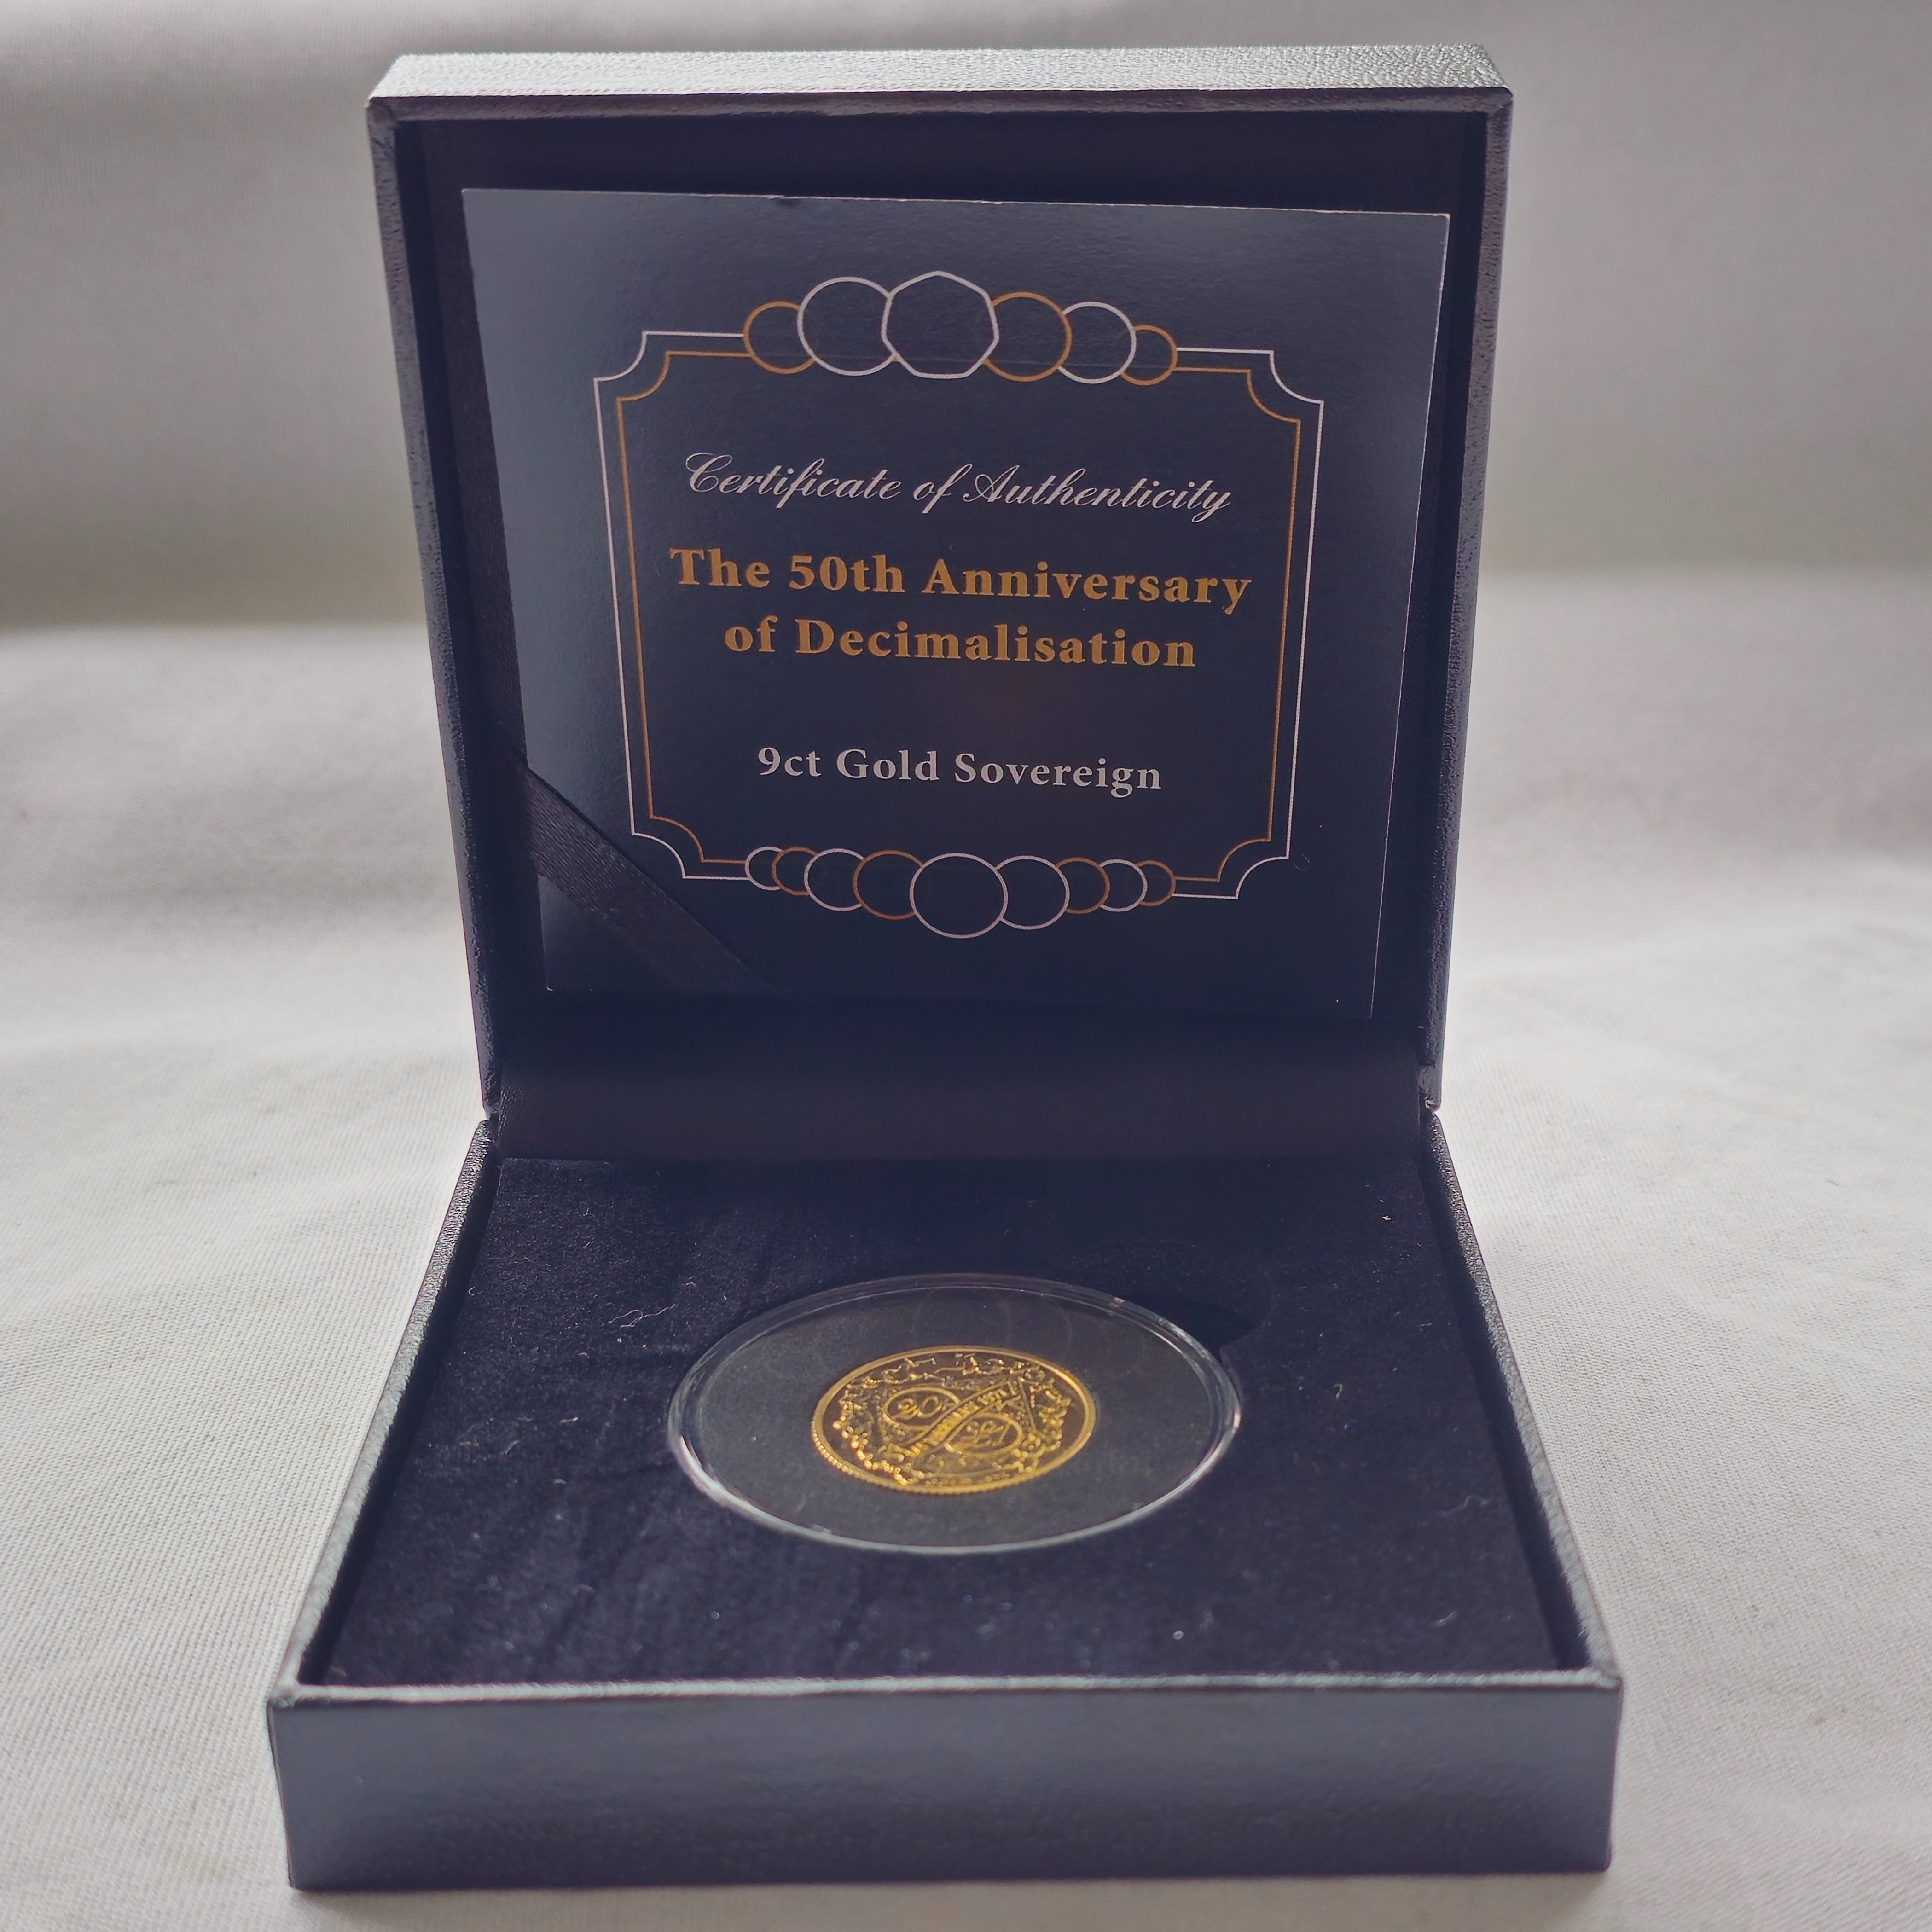 Certificate of Authenticity
The 50th Anniversary
of Decimalisation
9ct Gold Sovereign